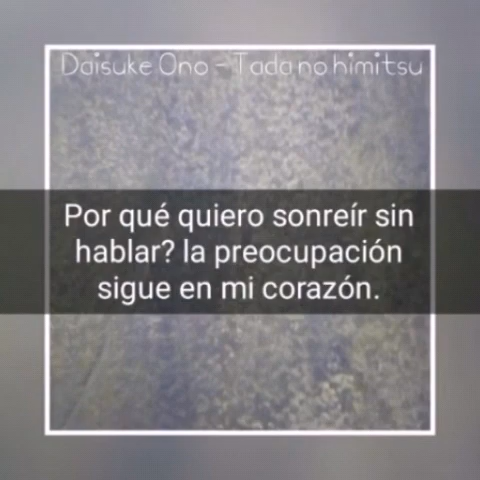 Daisuke Ono - Tada no himitsu
Por qué quiero sonreír sin
hablar? la preocupación
sigue en mi corazón.